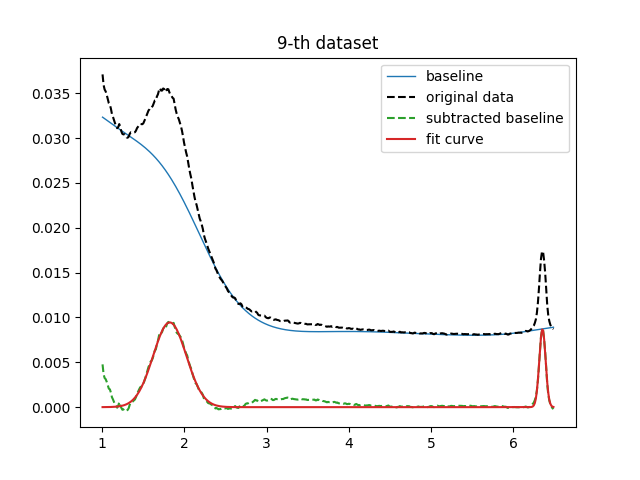 9-th dataset
baseline
original data
subtracted baseline
fit curve
0.035
0.030
0.025
0.020
0.015
0.010
0.005
0.000
1 2 3 4 5 6